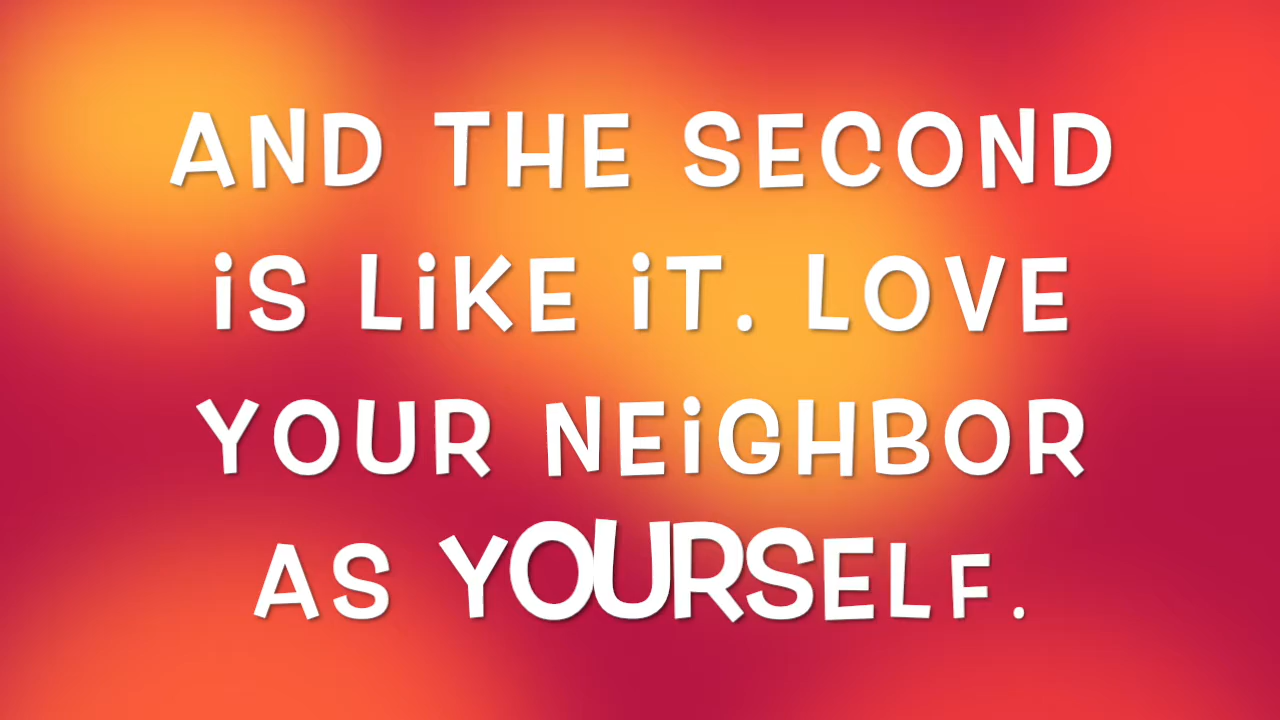 AND THE SECOND
iS LiKE iT. LOVE
YOUR NEiGHBOR
AS YOURSELF.